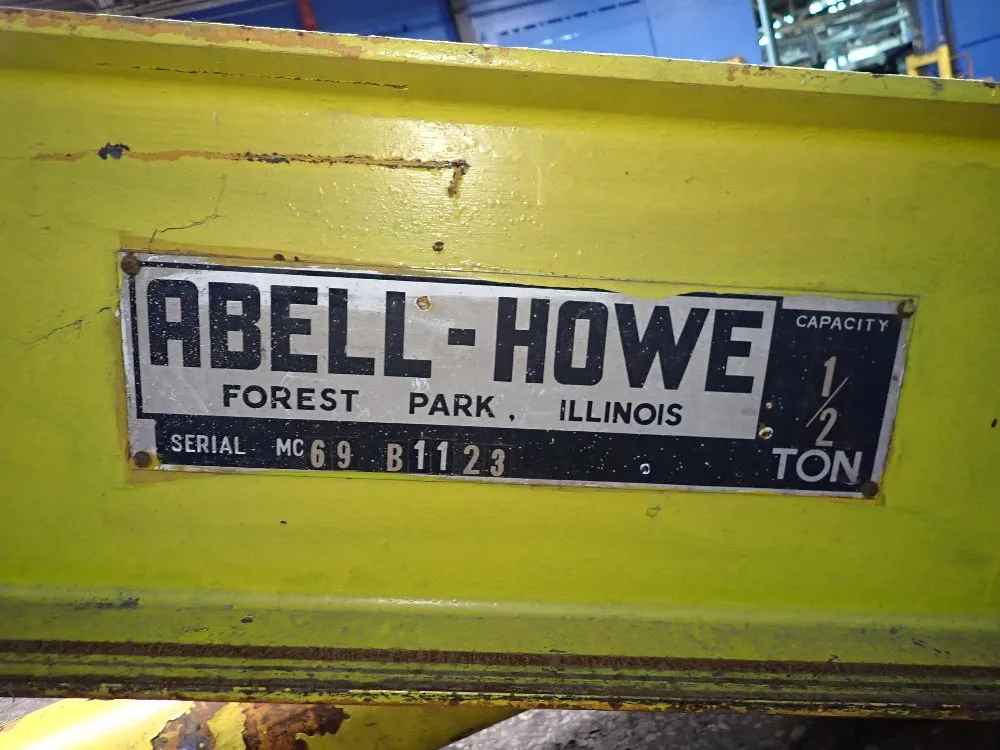 ABELL-HOWE
FOREST PARK, ILLINOIS
SERIAL MC 69 B1123
CAPACITY
1/2
TON